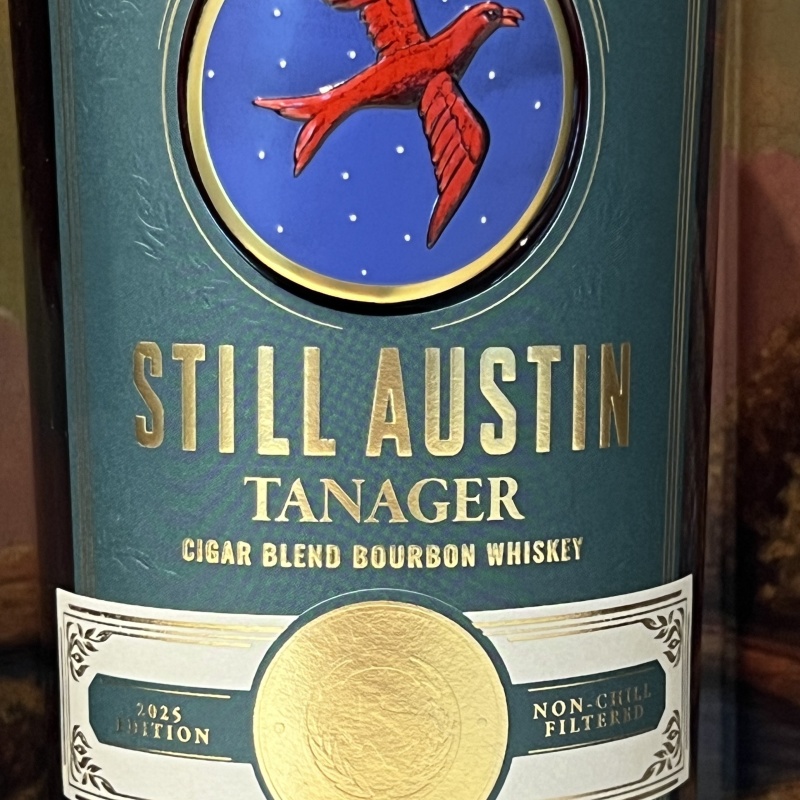 STILL AUSTIN
TANAGER
CIGAR BLEND BOURBON WHISKEY
2025
EDITION
NON-CHILL
FILTERED